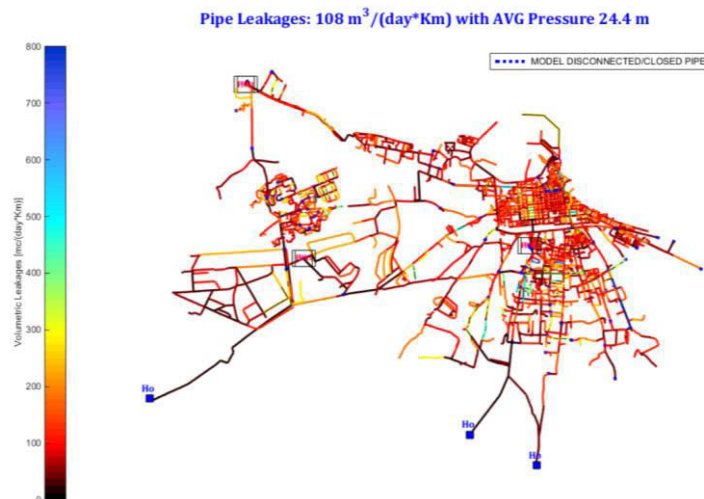 Pipe Leakages: 108 m³/(day*Km) with AVG Pressure 24.4 m
MODEL DISCONNECTED/CLOSED PIPE
Volumetric Leakages [mc/(day*Km)]
800
700
600
500
400
300
200
100
0
Ho
Ho
Ho